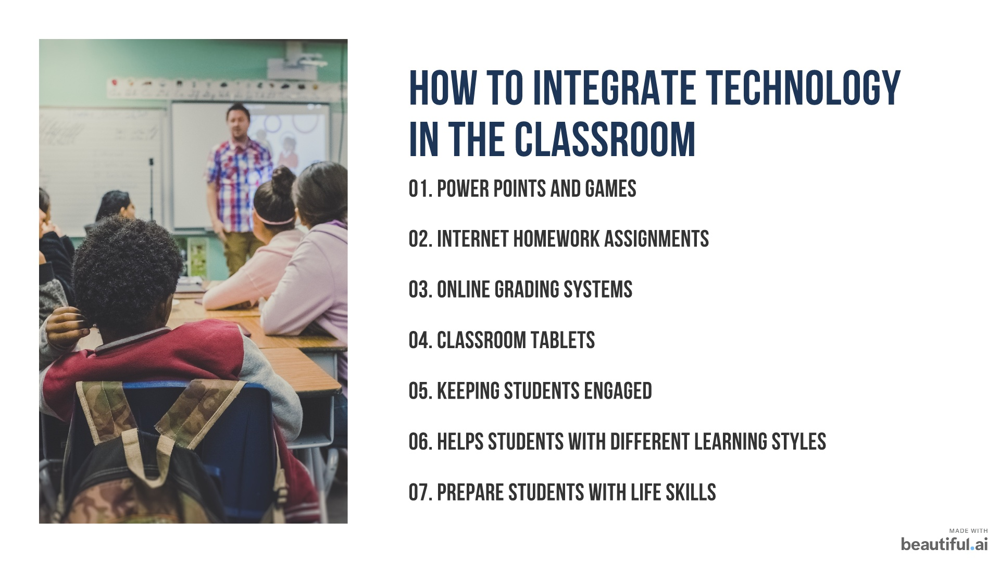 HOW TO INTEGRATE TECHNOLOGY
IN THE CLASSROOM
01. POWER POINTS AND GAMES
02. INTERNET HOMEWORK ASSIGNMENTS
03. ONLINE GRADING SYSTEMS
04. CLASSROOM TABLETS
05. KEEPING STUDENTS ENGAGED
06. HELPS STUDENTS WITH DIFFERENT LEARNING STYLES
07. PREPARE STUDENTS WITH LIFE SKILLS
MADE WITH
beautiful.ai